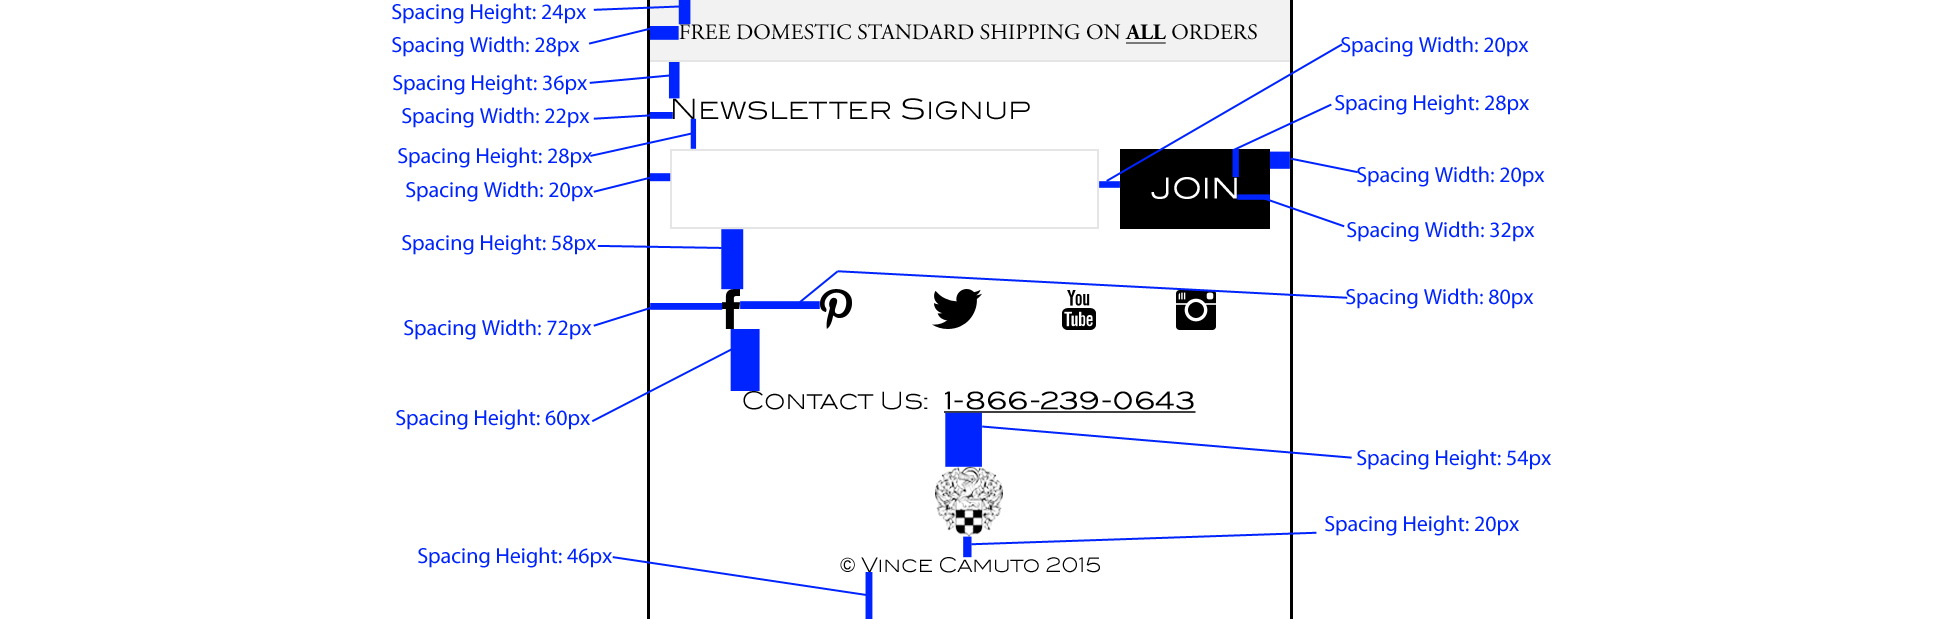 Spacing Height: 24px
Spacing Width: 28px
FREE DOMESTIC STANDARD SHIPPING ON ALL ORDERS
Spacing Width: 20px
Spacing Height: 36px
Newsletter Signup
Spacing Height: 28px
Spacing Width: 22px
Spacing Height: 28px
Spacing Width: 20px
Spacing Width: 20px
JOIN
Spacing Width: 32px
Spacing Height: 58px
Spacing Width: 80px
You
Tube
Spacing Width: 72px
Contact Us: 1-866-239-0643
Spacing Height: 60px
Spacing Height: 54px
Spacing Height: 20px
Spacing Height: 46px
© Vince Camuto 2015